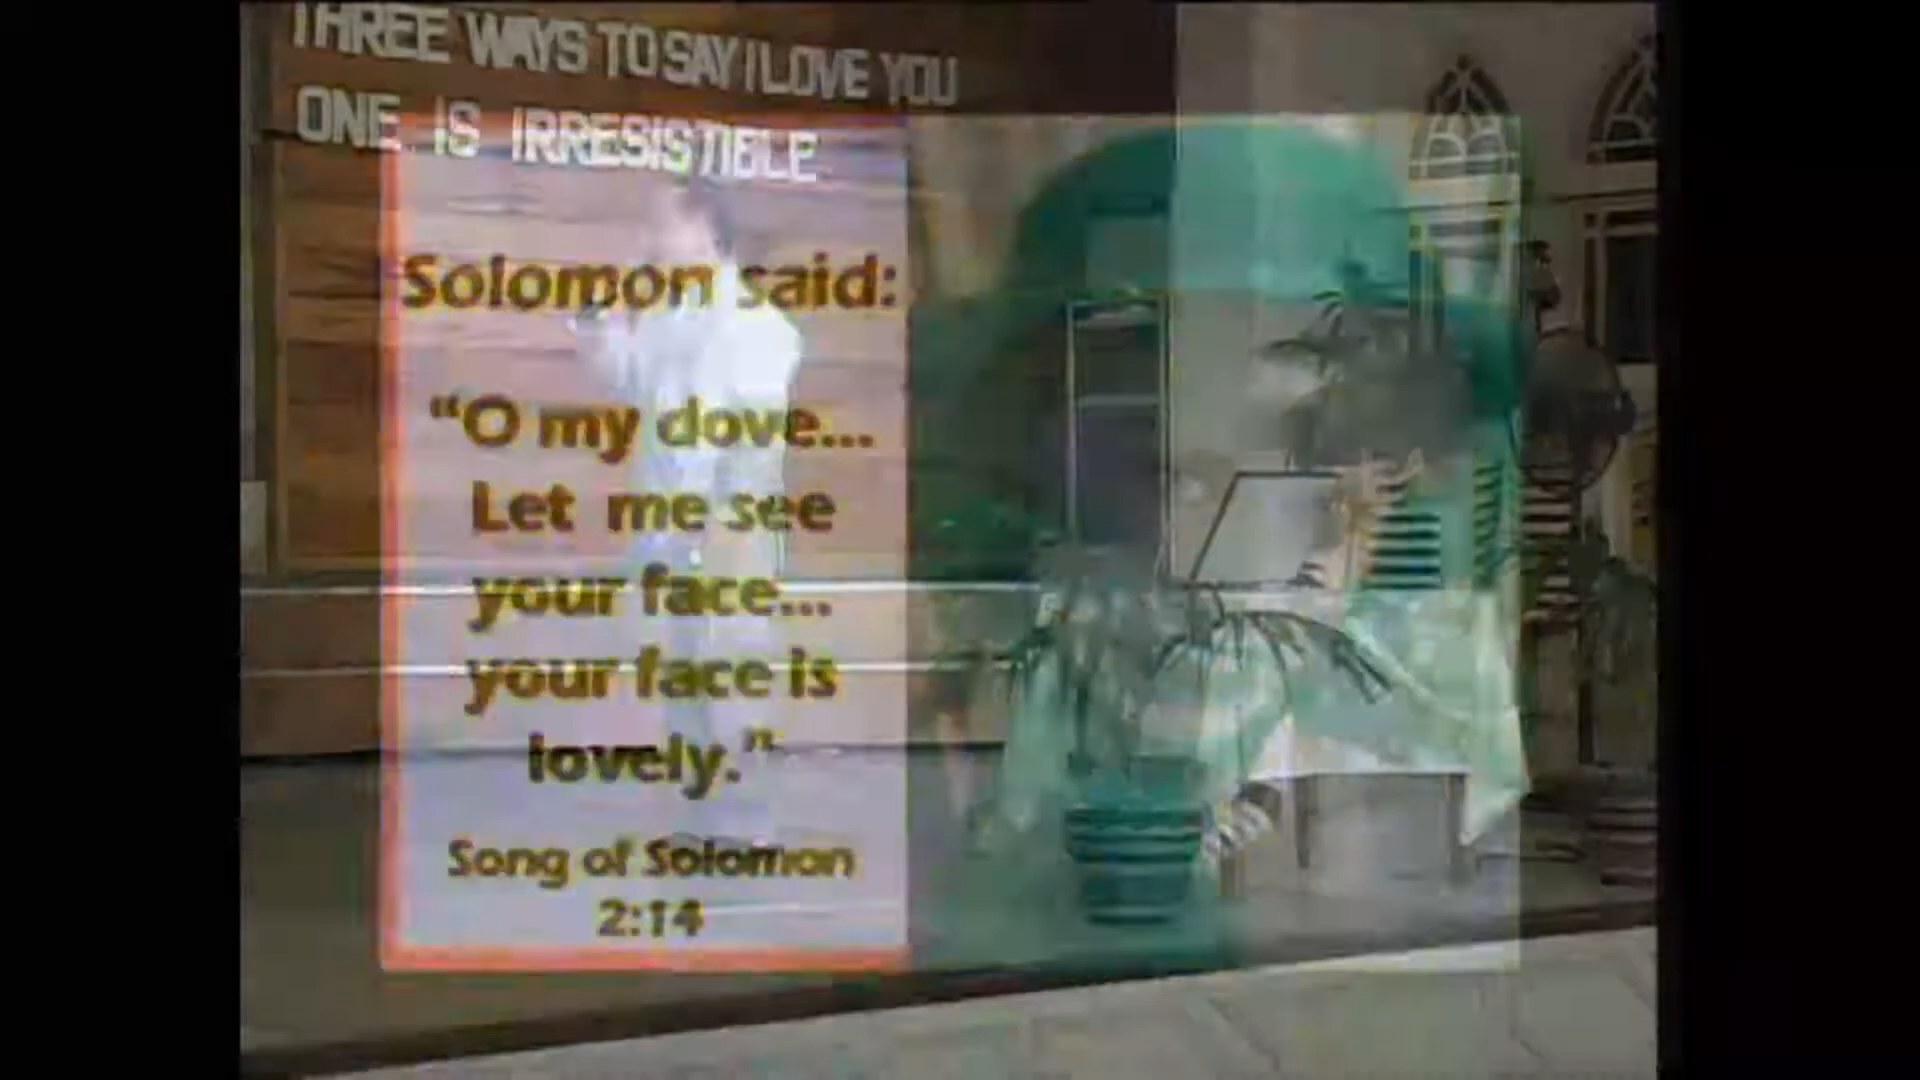 THREE WAYS TO SAY I LOVE YOU
ONE IS IRRESISTIBLE
Solomon said:
“O my dove...
Let me see
your face...
your face is
lovely.”
Song of Solomon
2:14